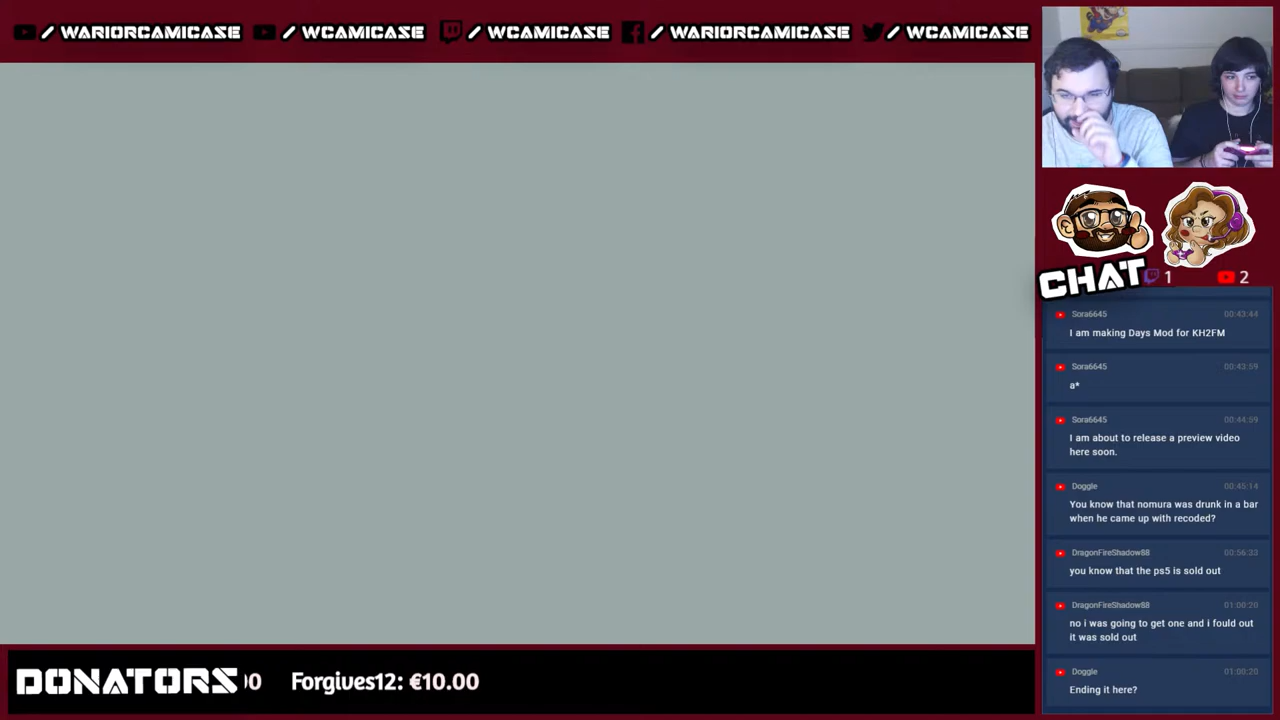 / WARIORCAMICASE / WCAMICASE / WCAMICASE / WARIORCAMICASE / WCAMICASE
CHAT 1 2
Sora6645 00:43:44
I am making Days Mod for KH2FM
Sora6645 00:43:59
a*
Sora6645 00:44:59
I am about to release a preview video
here soon.
Doggle 00:45:14
You know that nomura was drunk in a bar
when he came up with recoded?
DragonFireShadow88 00:56:33
you know that the ps5 is sold out
DragonFireShadow88 01:00:20
no i was going to get one and i fould out
it was sold out
Doggle 01:00:20
Ending it here?
DONATORS Forgives12: €10.00